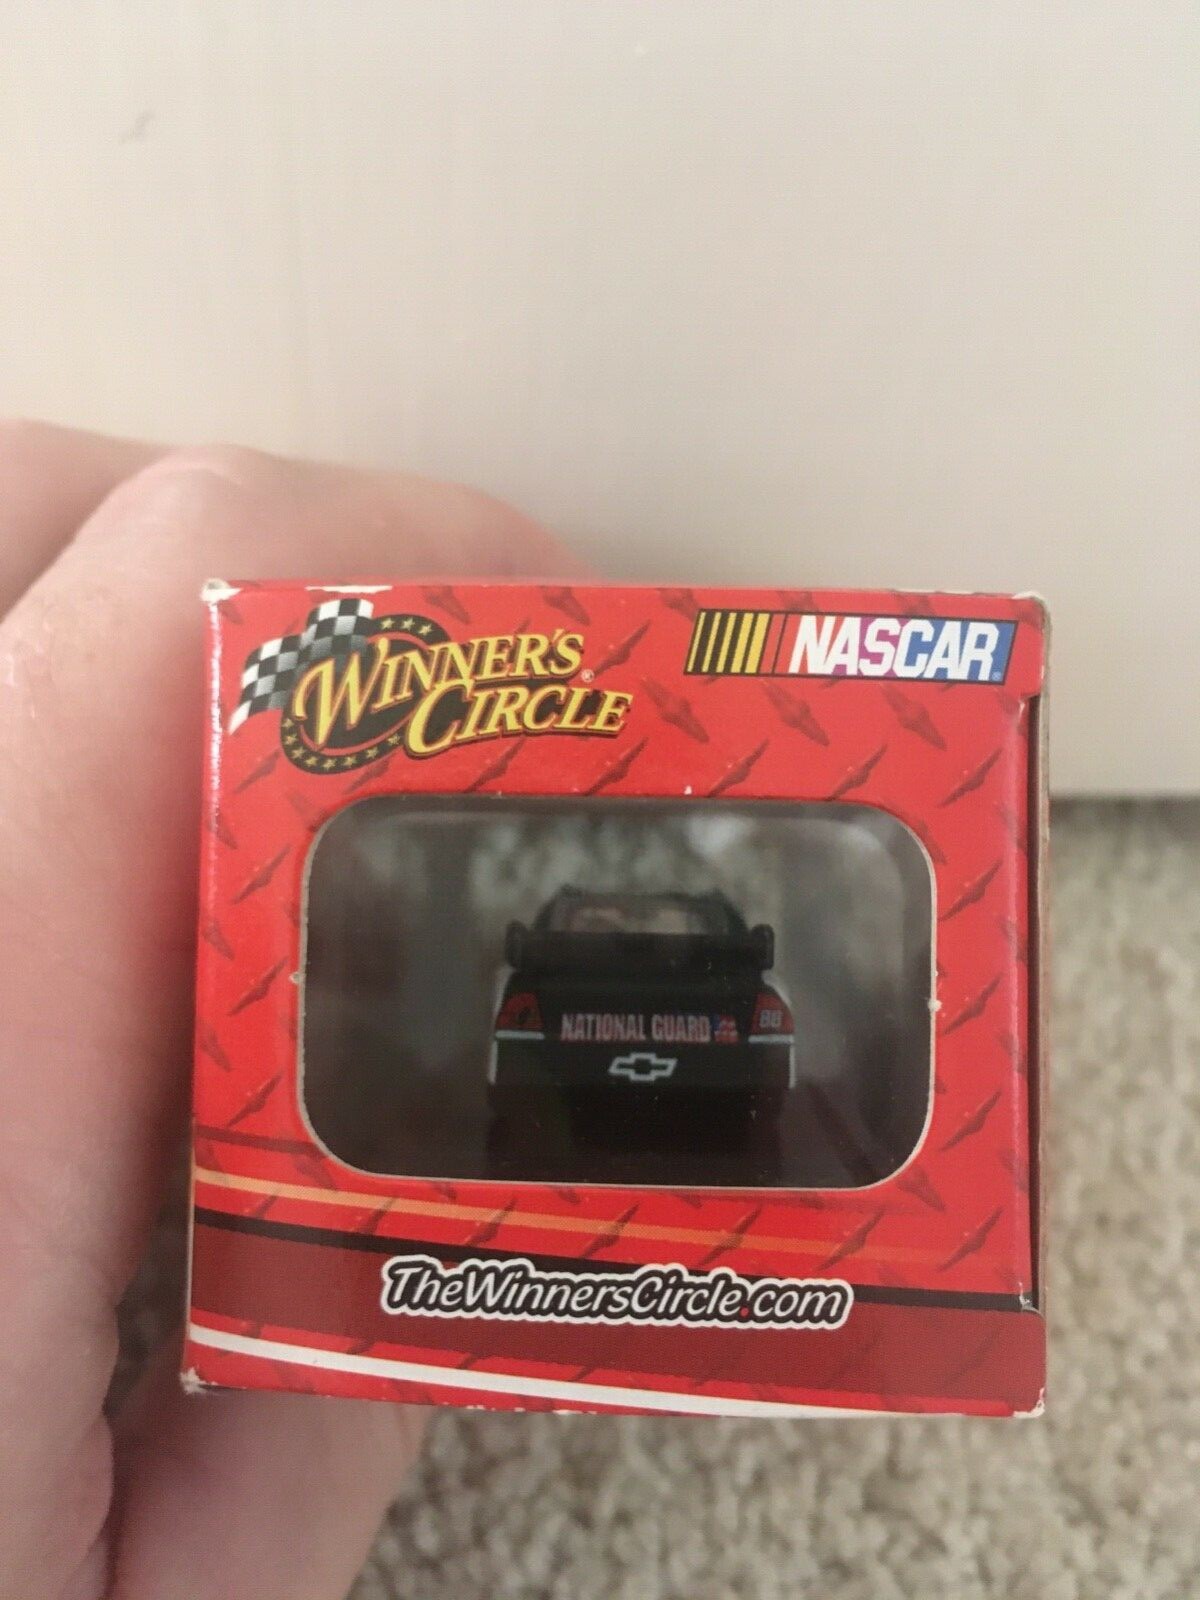 WINNER'S
CIRCLE®
NASCAR®
NATIONAL GUARD
88
TheWinnersCircle.com